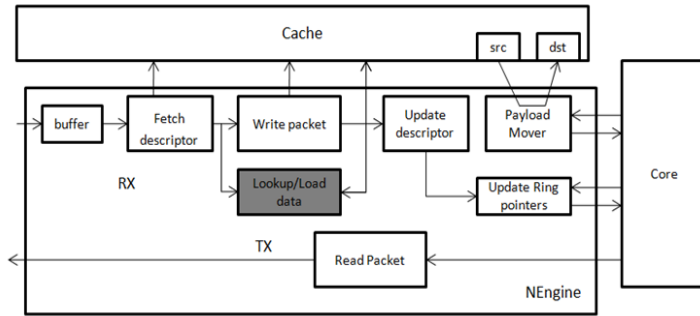 Cache
src
dst
buffer
Fetch
descriptor
Write packet
Update
descriptor
Payload
Mover
Core
RX
Lookup/Load
data
Update Ring
pointers
TX
Read Packet
NEngine